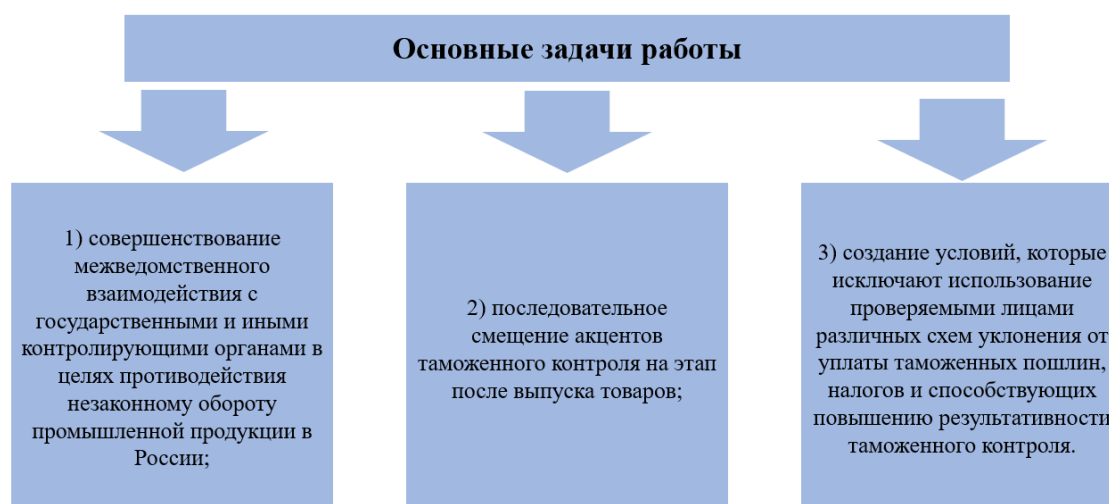 Основные задачи работы
1) совершенствование
межведомственного
взаимодействия с
государственными и иными
контролирующими органами в
целях противодействия
незаконному обороту
промышленной продукции в
России;
2) последовательное
смещение акцентов
таможенного контроля на этап
после выпуска товаров;
3) создание условий, которые
исключают использование
проверяемыми лицами
различных схем уклонения от
уплаты таможенных пошлин,
налогов и способствующих
повышению результативности
таможенного контроля.